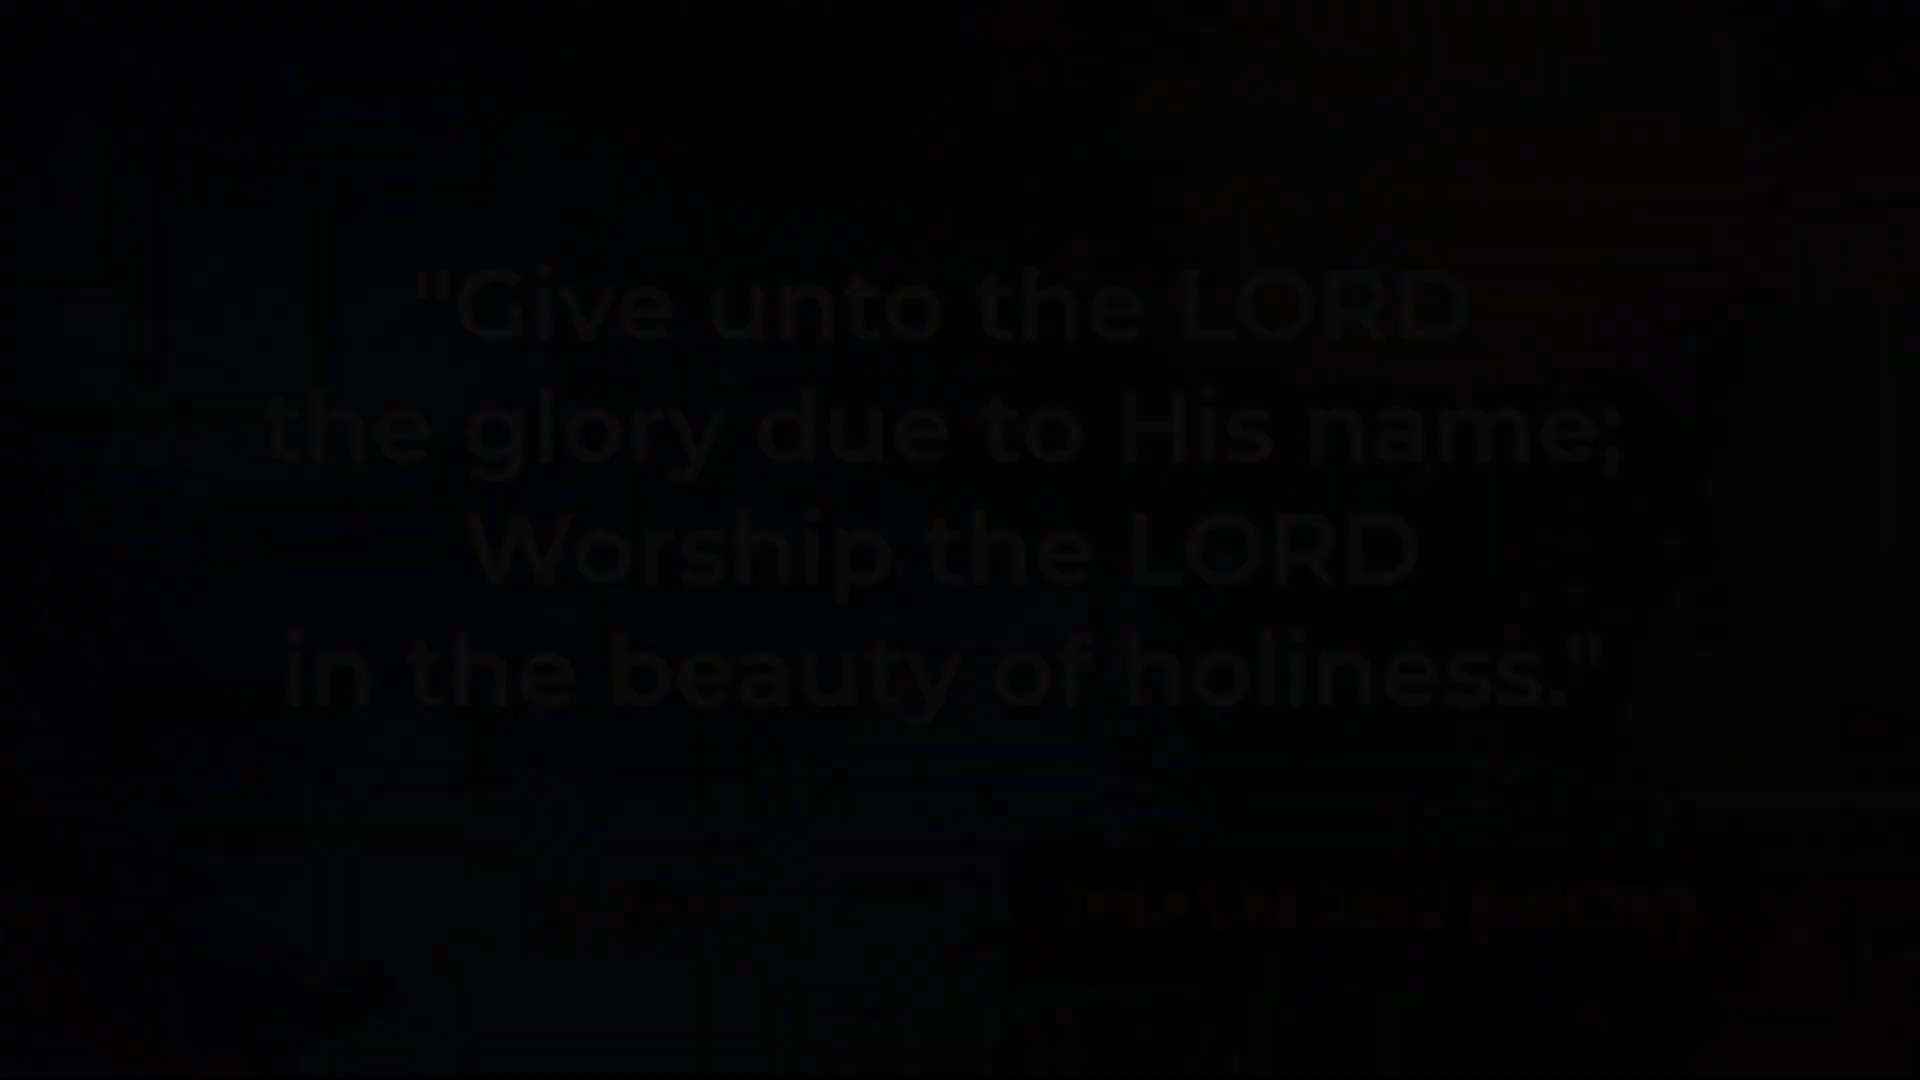 "Give unto the LORD
the glory due to His name;
Worship the LORD
in the beauty of holiness."